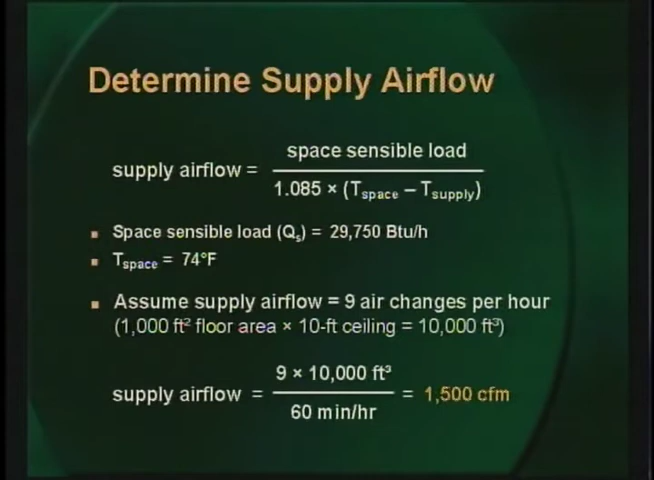 Determine Supply Airflow
space sensible load
supply airflow =
1.085 × (Tspace – Tsupply)
Space sensible load (Qs) = 29,750 Btu/h
Tspace = 74°F
Assume supply airflow = 9 air changes per hour
(1,000 ft² floor area × 10-ft ceiling = 10,000 ft³)
9 × 10,000 ft³
supply airflow = = 1,500 cfm
60 min/hr